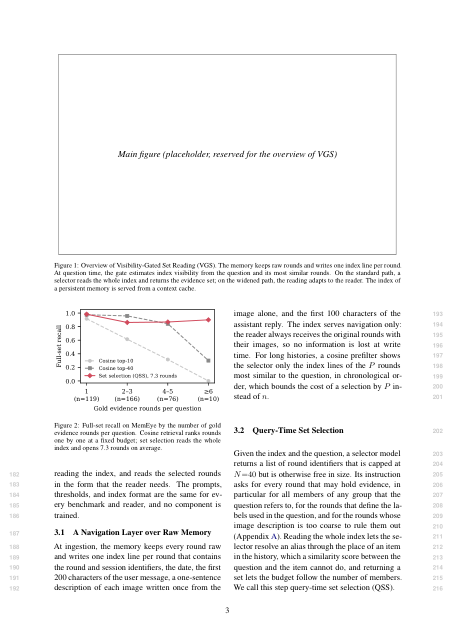 Main figure (placeholder, reserved for the overview of VGS)
Figure 1: Overview of Visibility-Gated Set Reading (VGS). The memory keeps raw rounds and writes one index line per round.
At question time, the gate estimates index visibility from the question and its most similar rounds. On the standard path, a
selector reads the whole index and returns the evidence set; on the widened path, the reading adapts to the reader. The index of
a persistent memory is served from a context cache.
Full-set recall
1.0
0.8
0.6
0.4
0.2
0.0
Cosine top-10
Cosine top-40
Set selection (QSS), 7.3 rounds
1 2–3 4–5 ≥6
(n=119) (n=166) (n=76) (n=10)
Gold evidence rounds per question
Figure 2: Full-set recall on MemEye by the number of gold
evidence rounds per question. Cosine retrieval ranks rounds
one by one at a fixed budget; set selection reads the whole
index and opens 7.3 rounds on average.
182 reading the index, and reads the selected rounds
183 in the form that the reader needs. The prompts,
184 thresholds, and index format are the same for ev-
185 ery benchmark and reader, and no component is
186 trained.
187 3.1 A Navigation Layer over Raw Memory
188 At ingestion, the memory keeps every round raw
189 and writes one index line per round that contains
190 the round and session identifiers, the date, the first
191 200 characters of the user message, a one-sentence
192 description of each image written once from the
image alone, and the first 100 characters of the 193
assistant reply. The index serves navigation only: 194
the reader always receives the original rounds with 195
their images, so no information is lost at write 196
time. For long histories, a cosine prefilter shows 197
the selector only the index lines of the P rounds 198
most similar to the question, in chronological or- 199
der, which bounds the cost of a selection by P in- 200
stead of n. 201
3.2 Query-Time Set Selection 202
Given the index and the question, a selector model 203
returns a list of round identifiers that is capped at 204
N=40 but is otherwise free in size. Its instruction 205
asks for every round that may hold evidence, in 206
particular for all members of any group that the 207
question refers to, for the rounds that define the la- 208
bels used in the question, and for the rounds whose 209
image description is too coarse to rule them out 210
(Appendix A). Reading the whole index lets the se- 211
lector resolve an alias through the place of an item 212
in the history, which a similarity score between the 213
question and the item cannot do, and returning a 214
set lets the budget follow the number of members. 215
We call this step query-time set selection (QSS). 216
3